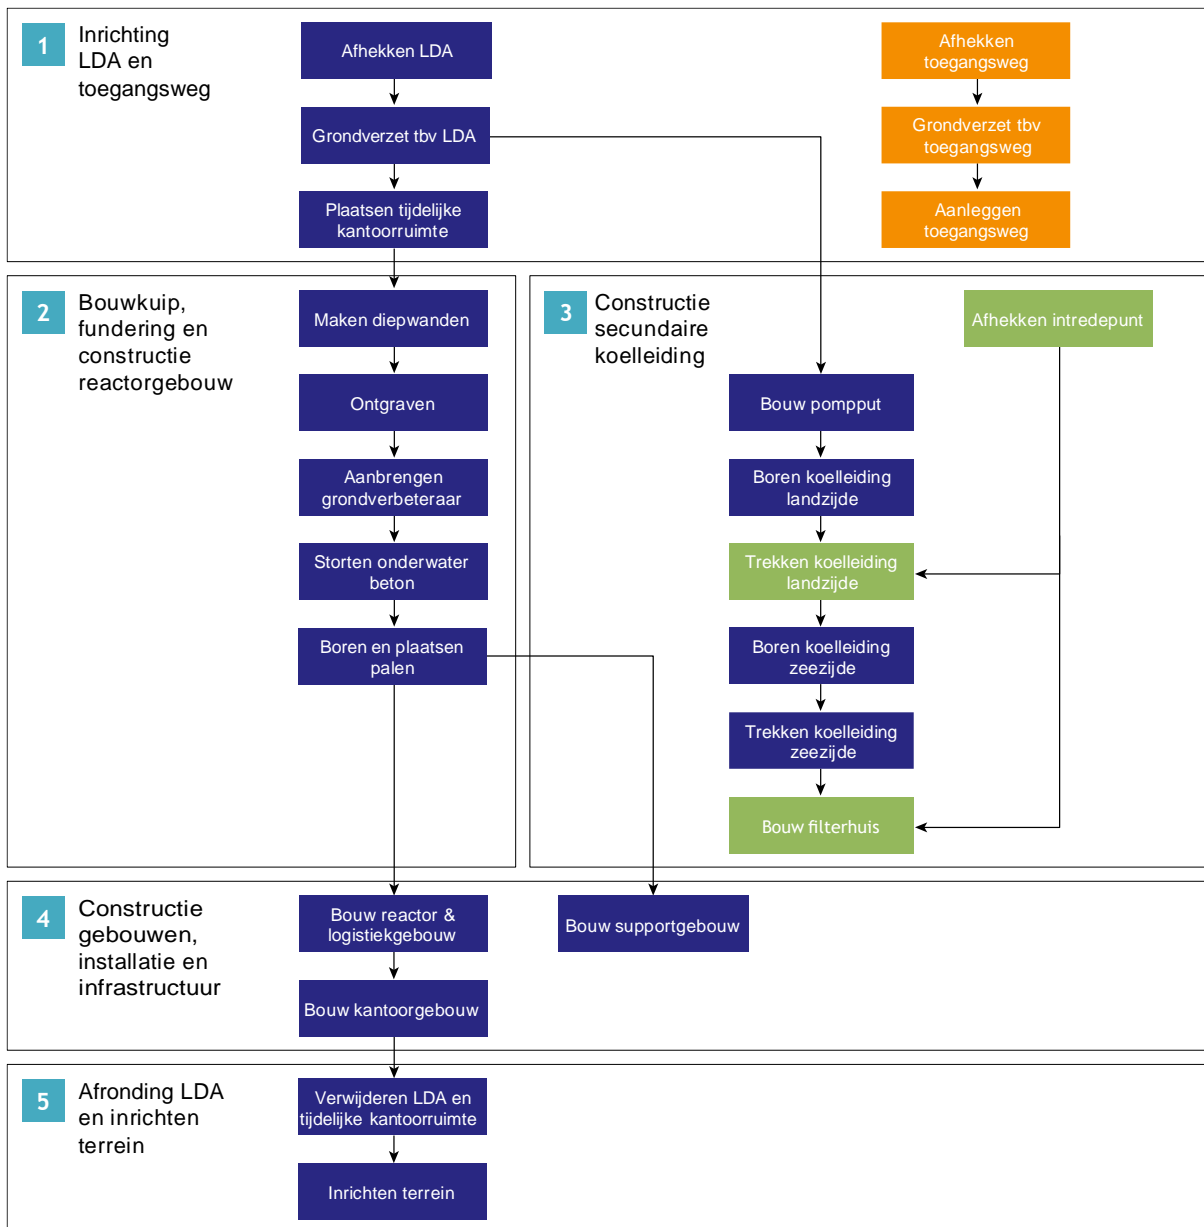 1
Inrichting
LDA en
toegangsweg
Afhekken LDA
Grondverzet tbv LDA
Plaatsen tijdelijke
kantoorruimte
Afhekken
toegangsweg
Grondverzet tbv
toegangsweg
Aanleggen
toegangsweg
2
Bouwkuip,
fundering en
constructie
reactorgebouw
Maken diepwanden
Ontgraven
Aanbrengen
grondverbeteraar
Storten onderwater
beton
Boren en plaatsen
palen
3
Constructie
secundaire
koelleiding
Afhekken intredepunt
Bouw pompput
Boren koelleiding
landzijde
Trekken koelleiding
landzijde
Boren koelleiding
zeezijde
Trekken koelleiding
zeezijde
Bouw filterhuis
4
Constructie
gebouwen,
installatie en
infrastructuur
Bouw reactor &
logistiekgebouw
Bouw supportgebouw
Bouw kantoorgebouw
5
Afronding LDA
en inrichten
terrein
Verwijderen LDA en
tijdelijke kantoorruimte
Inrichten terrein